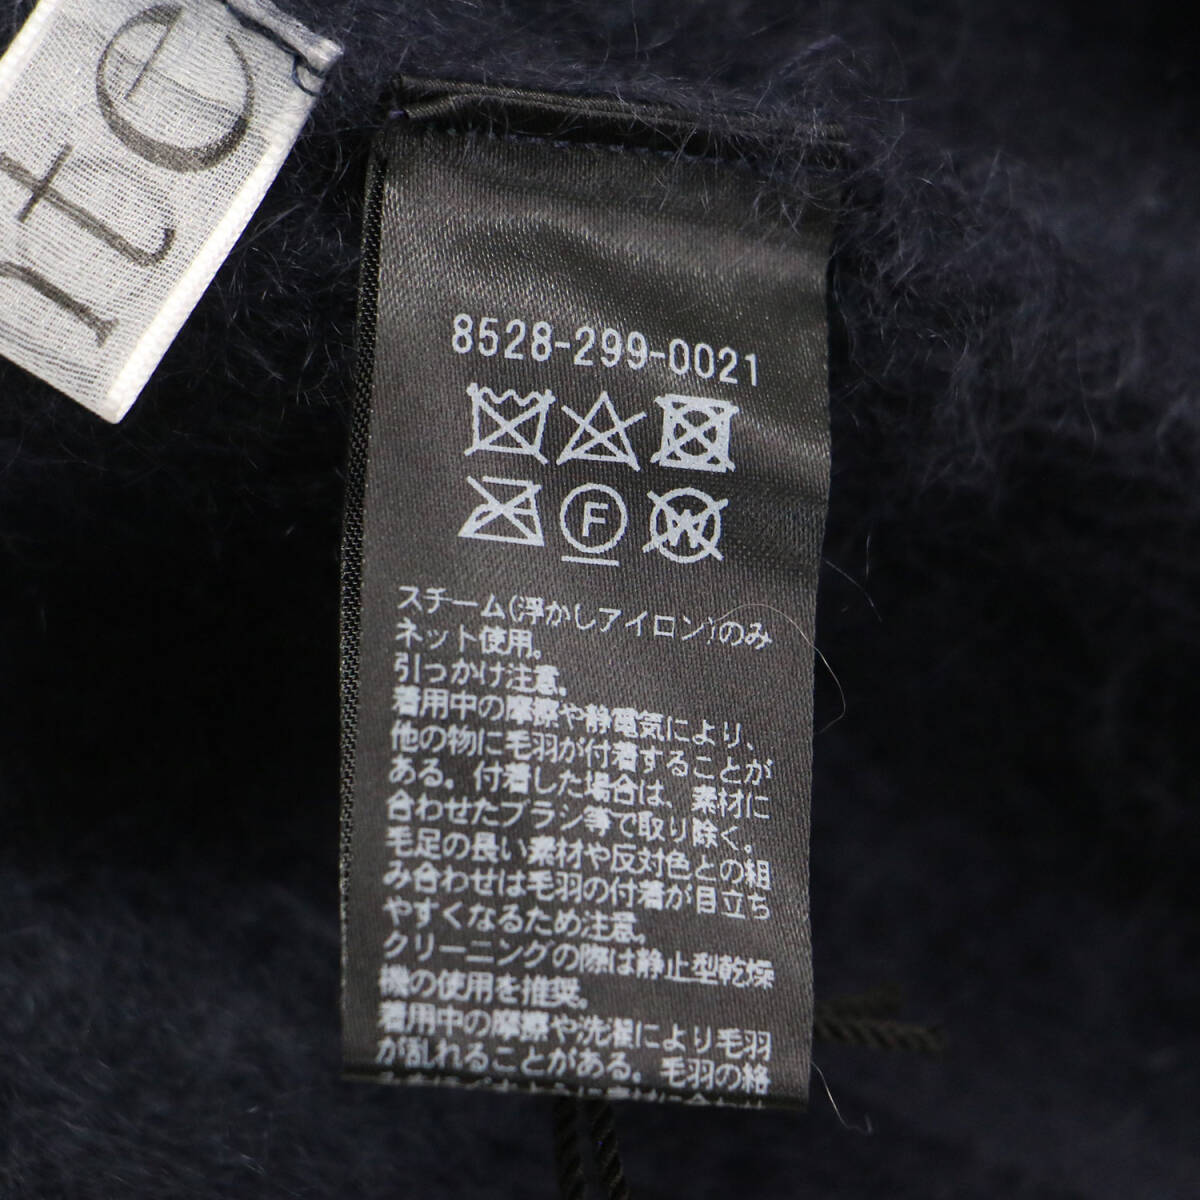 nte
8528-299-0021
F
W
スチーム(浮かしアイロン)のみ
ネット使用。
引っかけ注意。
着用中の摩擦や静電気により、
他の物に毛羽が付着することが
ある。付着した場合は、素材に
合わせたブラシ等で取り除く。
毛足の長い素材や反対色との組
み合わせは毛羽の付着が目立ち
やすくなるため注意。
クリーニングの際は静止型乾燥
機の使用を推奨。
着用中の摩擦や洗濯により毛羽
が乱れることがある。毛羽の絡